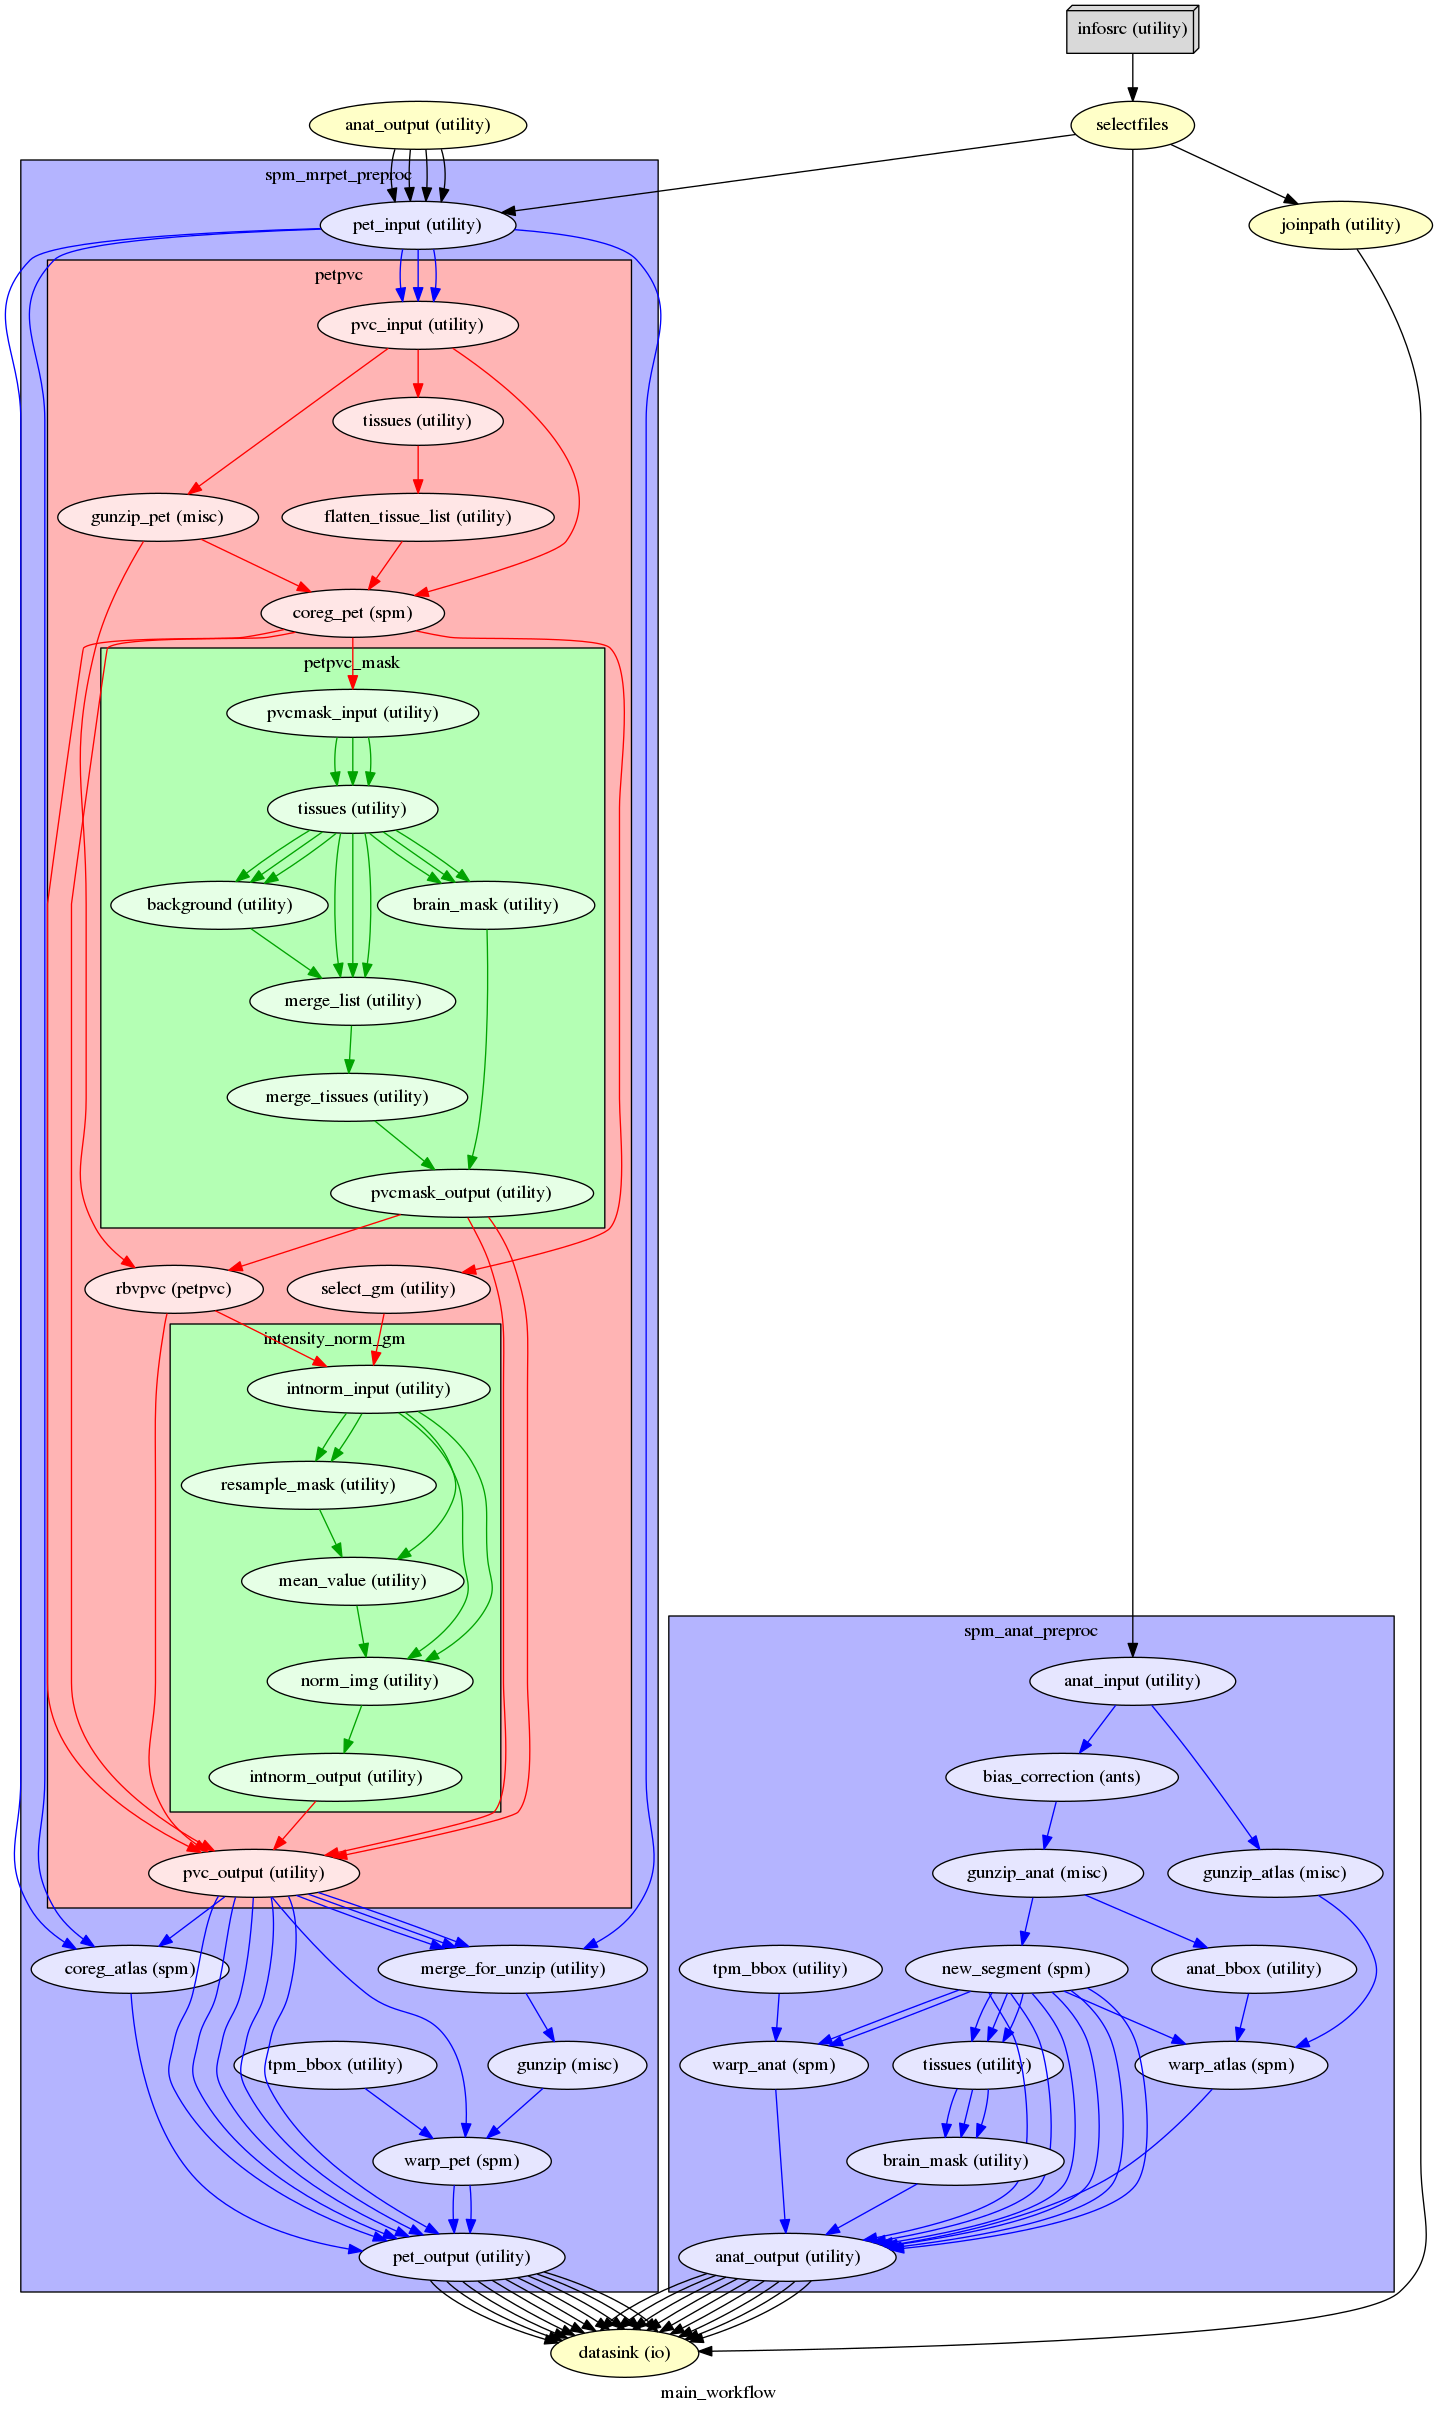 infosrc (utility)
anat_output (utility)
selectfiles
spm_mrpet_preproc
pet_input (utility)
joinpath (utility)
petpvc
pvc_input (utility)
tissues (utility)
gunzip_pet (misc)
flatten_tissue_list (utility)
coreg_pet (spm)
petpvc_mask
pvcmask_input (utility)
tissues (utility)
background (utility)
brain_mask (utility)
merge_list (utility)
merge_tissues (utility)
pvcmask_output (utility)
rbvpvc (petpvc)
select_gm (utility)
intensity_norm_gm
intnorm_input (utility)
resample_mask (utility)
mean_value (utility)
norm_img (utility)
intnorm_output (utility)
pvc_output (utility)
coreg_atlas (spm)
merge_for_unzip (utility)
tpm_bbox (utility)
gunzip (misc)
warp_pet (spm)
pet_output (utility)
spm_anat_preproc
anat_input (utility)
bias_correction (ants)
gunzip_anat (misc)
gunzip_atlas (misc)
tpm_bbox (utility)
new_segment (spm)
anat_bbox (utility)
warp_anat (spm)
tissues (utility)
warp_atlas (spm)
brain_mask (utility)
anat_output (utility)
datasink (io)
main_workflow